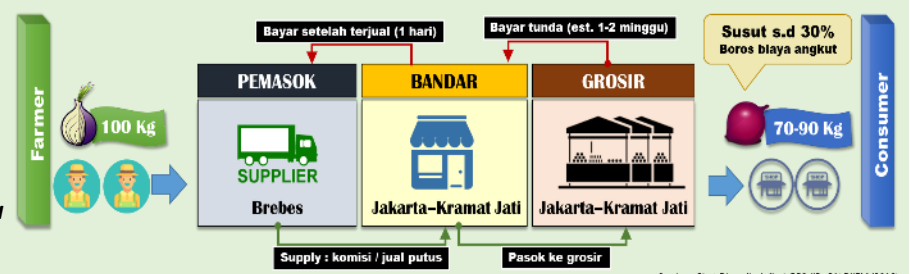 Farmer
100 Kg
Bayar setelah terjual (1 hari)
Bayar tunda (est. 1-2 minggu)
PEMASOK
BANDAR
GROSIR
SUPPLIER
Brebes
Jakarta–Kramat Jati
Jakarta–Kramat Jati
Supply : komisi / jual putus
Pasok ke grosir
Susut s.d 30%
Boros biaya angkut
70-90 Kg
Consumer